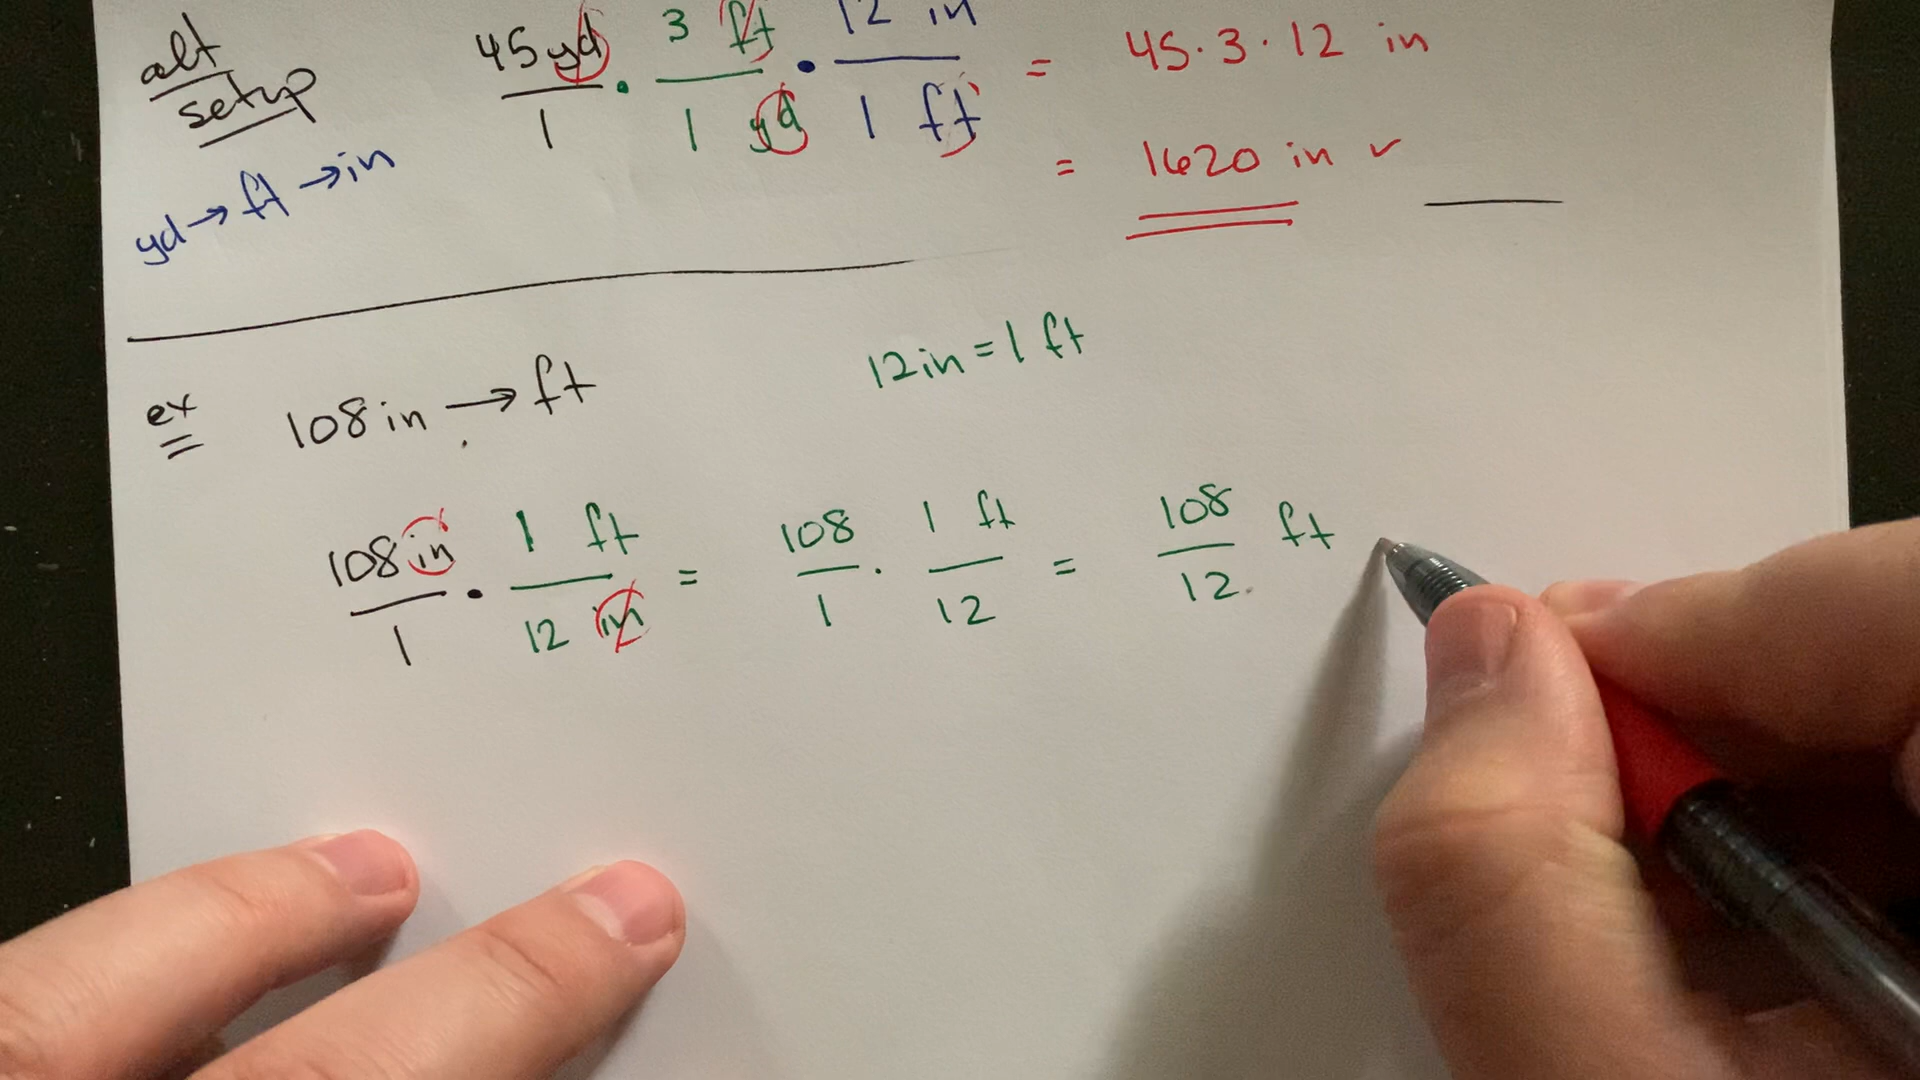 alt setup
45 yd / 1 · 3 ft / 1 yd · 12 in / 1 ft = 45 · 3 · 12 in
yd → ft → in
= 1620 in ✓
ex 108 in → ft
12 in = 1 ft
108 in / 1 · 1 ft / 12 in = 108 / 1 · 1 ft / 12 = 108 / 12 ft